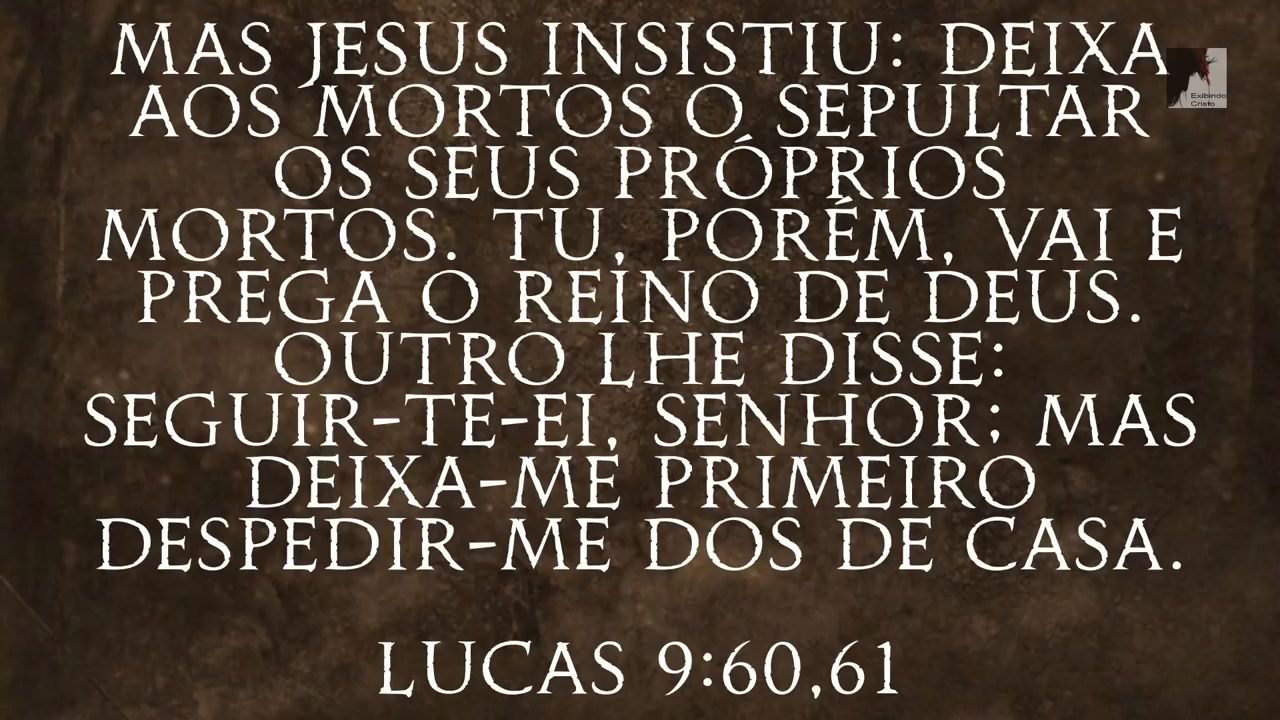 MAS JESUS INSISTIU: DEIXA
AOS MORTOS O SEPULTAR
OS SEUS PRÓPRIOS
MORTOS. TU, PORÉM, VAI E
PREGA O REINO DE DEUS.
OUTRO LHE DISSE:
SEGUIR-TE-EI, SENHOR; MAS
DEIXA-ME PRIMEIRO
DESPEDIR-ME DOS DE CASA.
LUCAS 9:60,61
Exibindo
Cristo